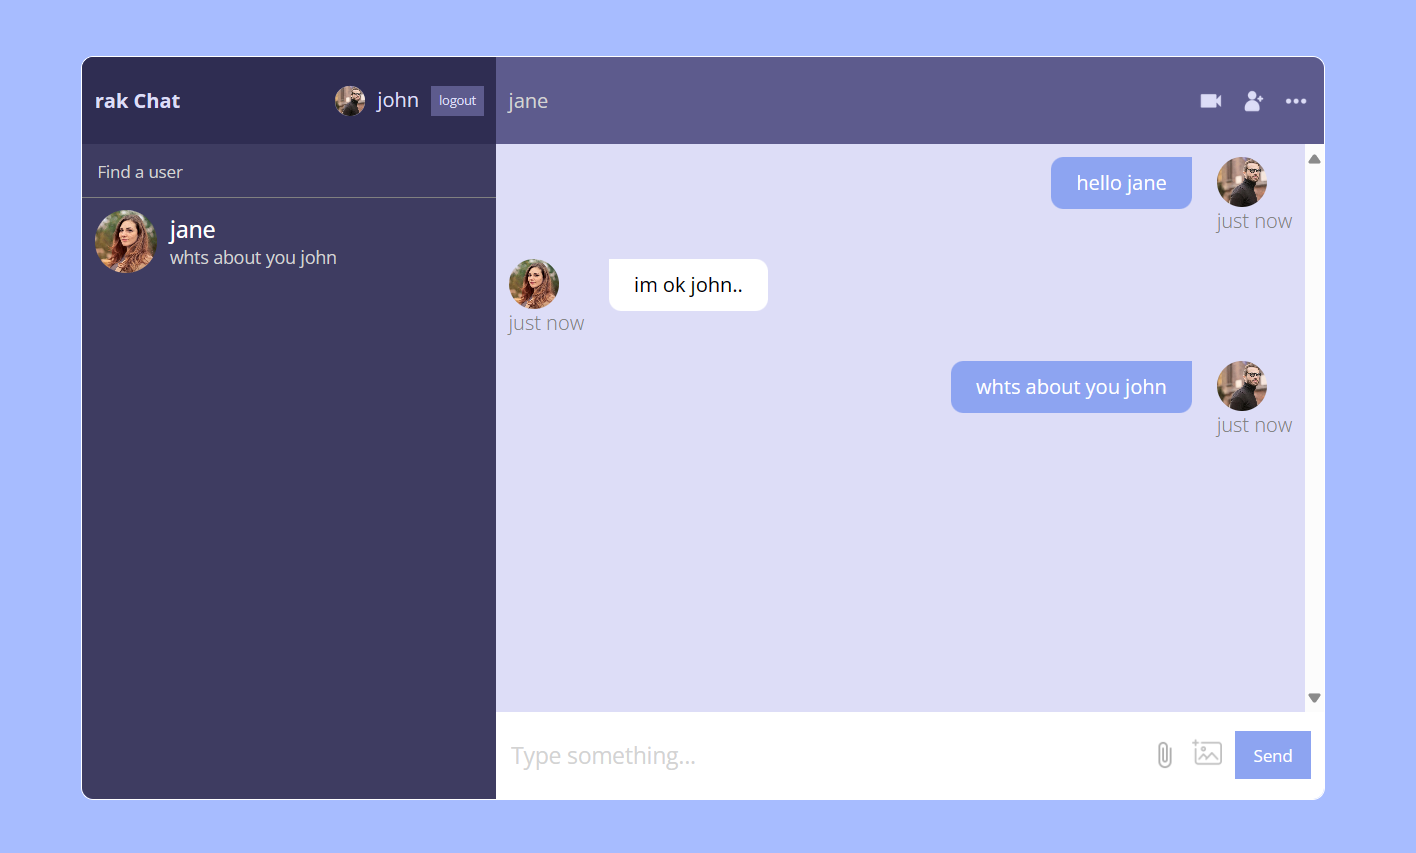 rak Chat
john
logout
Find a user
jane
whts about you john
jane
hello jane
just now
im ok john..
just now
whts about you john
just now
Type something...
Send